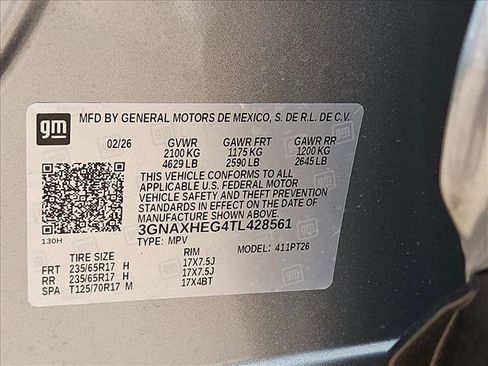 gm
MFD BY GENERAL MOTORS DE MEXICO, S. DE R.L. DE C.V.
02/26 GVWR GAWR FRT GAWR RR
2100 KG 1175 KG 1200 KG
4629 LB 2590 LB 2645 LB
THIS VEHICLE CONFORMS TO ALL
APPLICABLE U.S. FEDERAL MOTOR
VEHICLE SAFETY AND THEFT PREVENTION
STANDARDS IN EFFECT ON THE DATE OF
MANUFACTURE SHOWN ABOVE.
3GNAXHEG4TL428561
TYPE: MPV MODEL: 411PT26
130H
TIRE SIZE RIM
FRT 235/65R17 H 17X7.5J
RR 235/65R17 H 17X7.5J
SPA T125/70R17 M 17X4BT